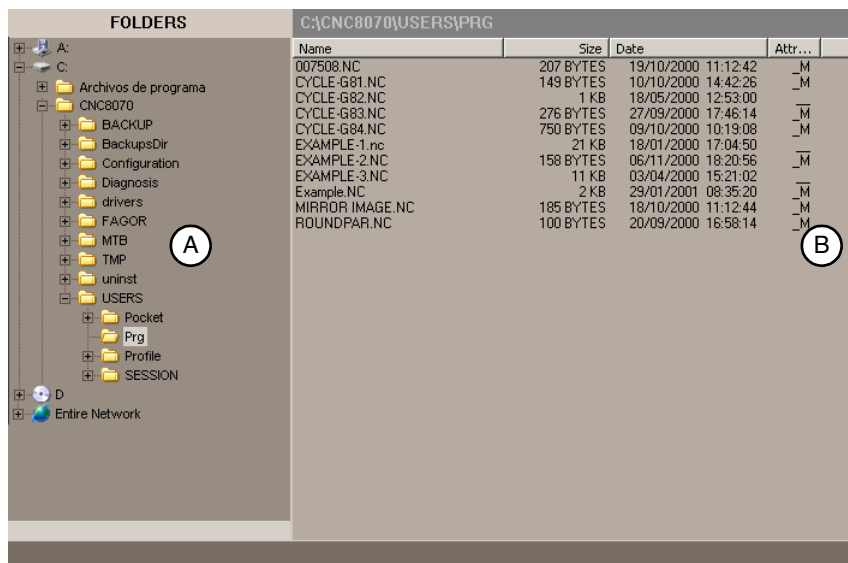 FOLDERS
A:
C:
Archivos de programa
CNC8070
BACKUP
BackupsDir
Configuration
Diagnosis
drivers
FAGOR
MTB
TMP
uninst
USERS
Pocket
Prg
Profile
SESSION
D
Entire Network
A
C:\CNC8070\USERS\PRG
Name Size Date Attr...
007508.NC 207 BYTES 19/10/2000 11:12:42 _M
CYCLE-G81.NC 149 BYTES 10/10/2000 14:42:26 _M
CYCLE-G82.NC 1 KB 18/05/2000 12:53:00 __
CYCLE-G83.NC 276 BYTES 27/09/2000 17:46:14 _M
CYCLE-G84.NC 750 BYTES 09/10/2000 10:19:08 _M
EXAMPLE-1.nc 21 KB 18/01/2000 17:04:50 __
EXAMPLE-2.NC 158 BYTES 06/11/2000 18:20:56 _M
EXAMPLE-3.NC 11 KB 03/04/2000 15:21:02 __
Example.NC 2 KB 29/01/2001 08:35:20 _M
MIRROR IMAGE.NC 185 BYTES 18/10/2000 11:12:44 _M
ROUNDPAR.NC 100 BYTES 20/09/2000 16:58:14 _M
B